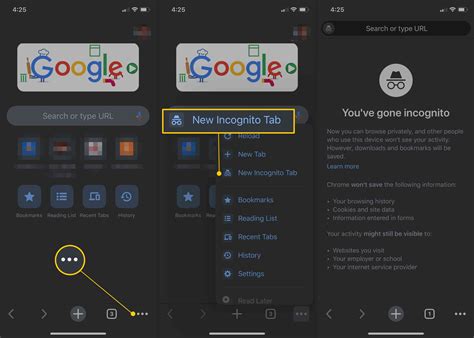 4:25
Google
Search or type URL
Bookmarks
Reading List
Recent Tabs
History
•••
3
4:25
Google
Search or type URL
New Incognito Tab
Reload
New Tab
New Incognito Tab
Bookmarks
Reading List
Recent Tabs
History
Settings
Read Later
3
4:25
Search or type URL
You've gone incognito
Now you can browse privately, and other people
who use this device won't see your activity.
However, downloads and bookmarks will be
saved.
Learn more
Chrome won't save the following information:
• Your browsing history
• Cookies and site data
• Information entered in forms
Your activity might still be visible to:
• Websites you visit
• Your employer or school
• Your internet service provider
1